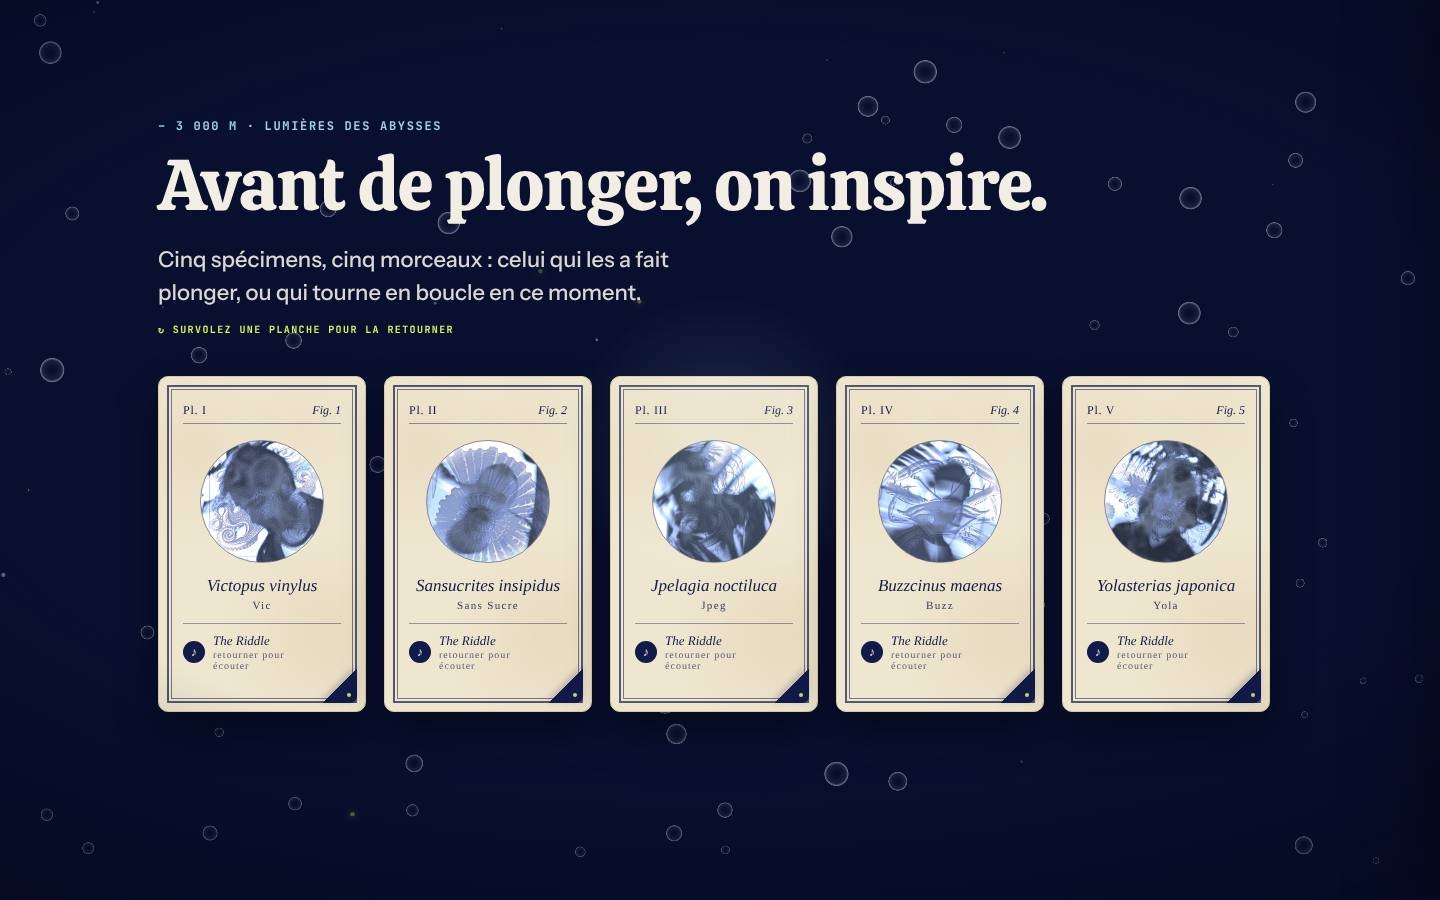 – 3 000 M · LUMIÈRES DES ABYSSES
Avant de plonger, on inspire.
Cinq spécimens, cinq morceaux : celui qui les a fait
plonger, ou qui tourne en boucle en ce moment.
↻ SURVOLEZ UNE PLANCHE POUR LA RETOURNER
Pl. I Fig. 1
Victopus vinylus
Vic
♪ The Riddle
retourner pour
écouter
Pl. II Fig. 2
Sansucrites insipidus
Sans Sucre
♪ The Riddle
retourner pour
écouter
Pl. III Fig. 3
Jpelagia noctiluca
Jpeg
♪ The Riddle
retourner pour
écouter
Pl. IV Fig. 4
Buzzcinus maenas
Buzz
♪ The Riddle
retourner pour
écouter
Pl. V Fig. 5
Yolasterias japonica
Yola
♪ The Riddle
retourner pour
écouter